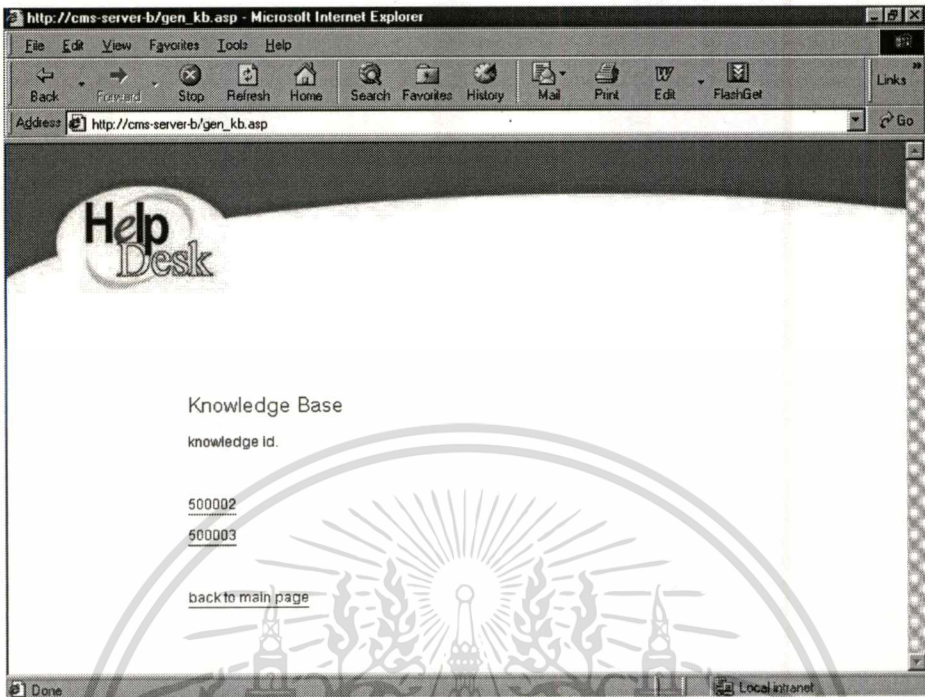 http://cms-server-b/gen_kb.asp - Microsoft Internet Explorer
File Edit View Favorites Tools Help
Back Forward Stop Refresh Home Search Favorites History Mail Print Edit FlashGet Links »
Address http://cms-server-b/gen_kb.asp Go
Help
Desk
Knowledge Base
knowledge id.
500002
500003
back to main page
Done Local intranet